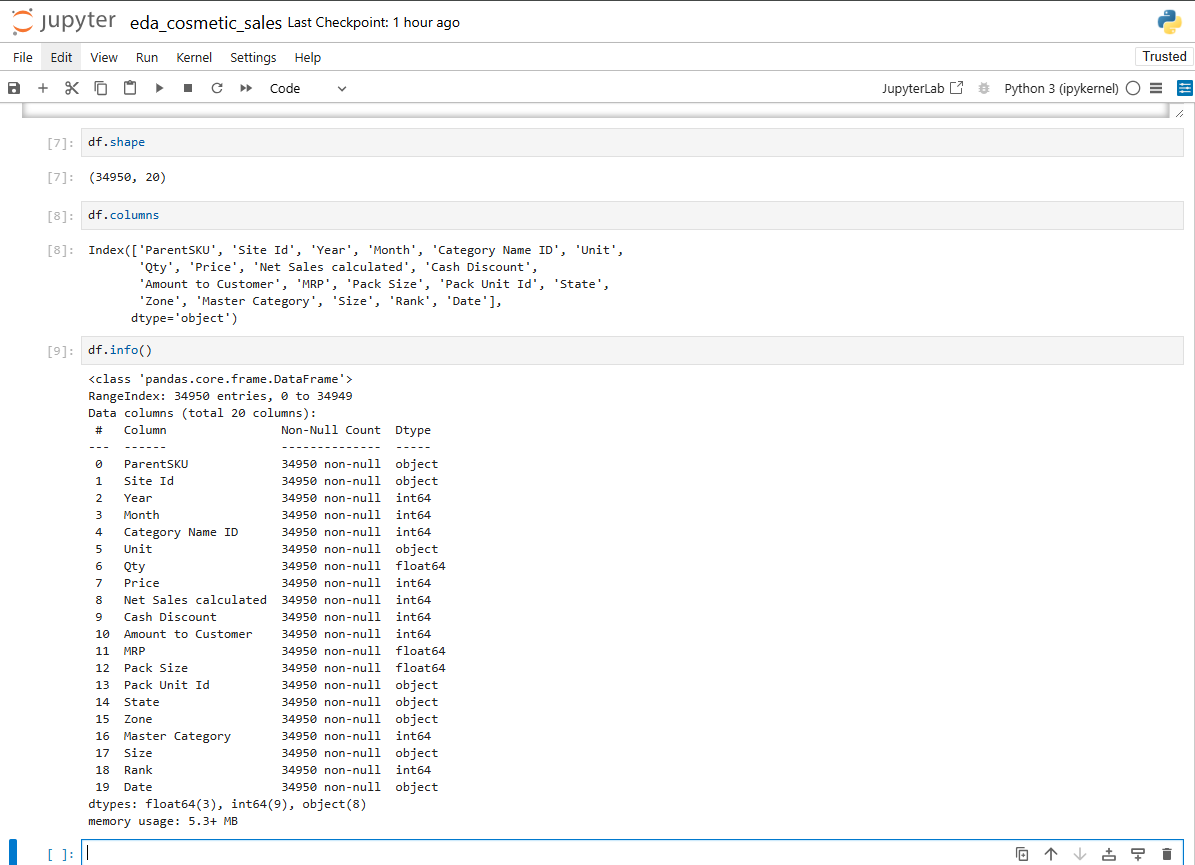 jupyter eda_cosmetic_sales Last Checkpoint: 1 hour ago
File Edit View Run Kernel Settings Help Trusted
Code JupyterLab Python 3 (ipykernel)
[7]: df.shape
[7]: (34950, 20)
[8]: df.columns
[8]: Index(['ParentSKU', 'Site Id', 'Year', 'Month', 'Category Name ID', 'Unit',
       'Qty', 'Price', 'Net Sales calculated', 'Cash Discount',
       'Amount to Customer', 'MRP', 'Pack Size', 'Pack Unit Id', 'State',
       'Zone', 'Master Category', 'Size', 'Rank', 'Date'],
      dtype='object')
[9]: df.info()
<class 'pandas.core.frame.DataFrame'>
RangeIndex: 34950 entries, 0 to 34949
Data columns (total 20 columns):
 #   Column                Non-Null Count  Dtype
---  ------                --------------  -----
 0   ParentSKU             34950 non-null  object
 1   Site Id               34950 non-null  object
 2   Year                  34950 non-null  int64
 3   Month                 34950 non-null  int64
 4   Category Name ID      34950 non-null  int64
 5   Unit                  34950 non-null  object
 6   Qty                   34950 non-null  float64
 7   Price                 34950 non-null  int64
 8   Net Sales calculated  34950 non-null  int64
 9   Cash Discount         34950 non-null  int64
 10  Amount to Customer    34950 non-null  int64
 11  MRP                   34950 non-null  float64
 12  Pack Size             34950 non-null  float64
 13  Pack Unit Id          34950 non-null  object
 14  State                 34950 non-null  object
 15  Zone                  34950 non-null  object
 16  Master Category       34950 non-null  int64
 17  Size                  34950 non-null  object
 18  Rank                  34950 non-null  int64
 19  Date                  34950 non-null  object
dtypes: float64(3), int64(9), object(8)
memory usage: 5.3+ MB
[ ]: